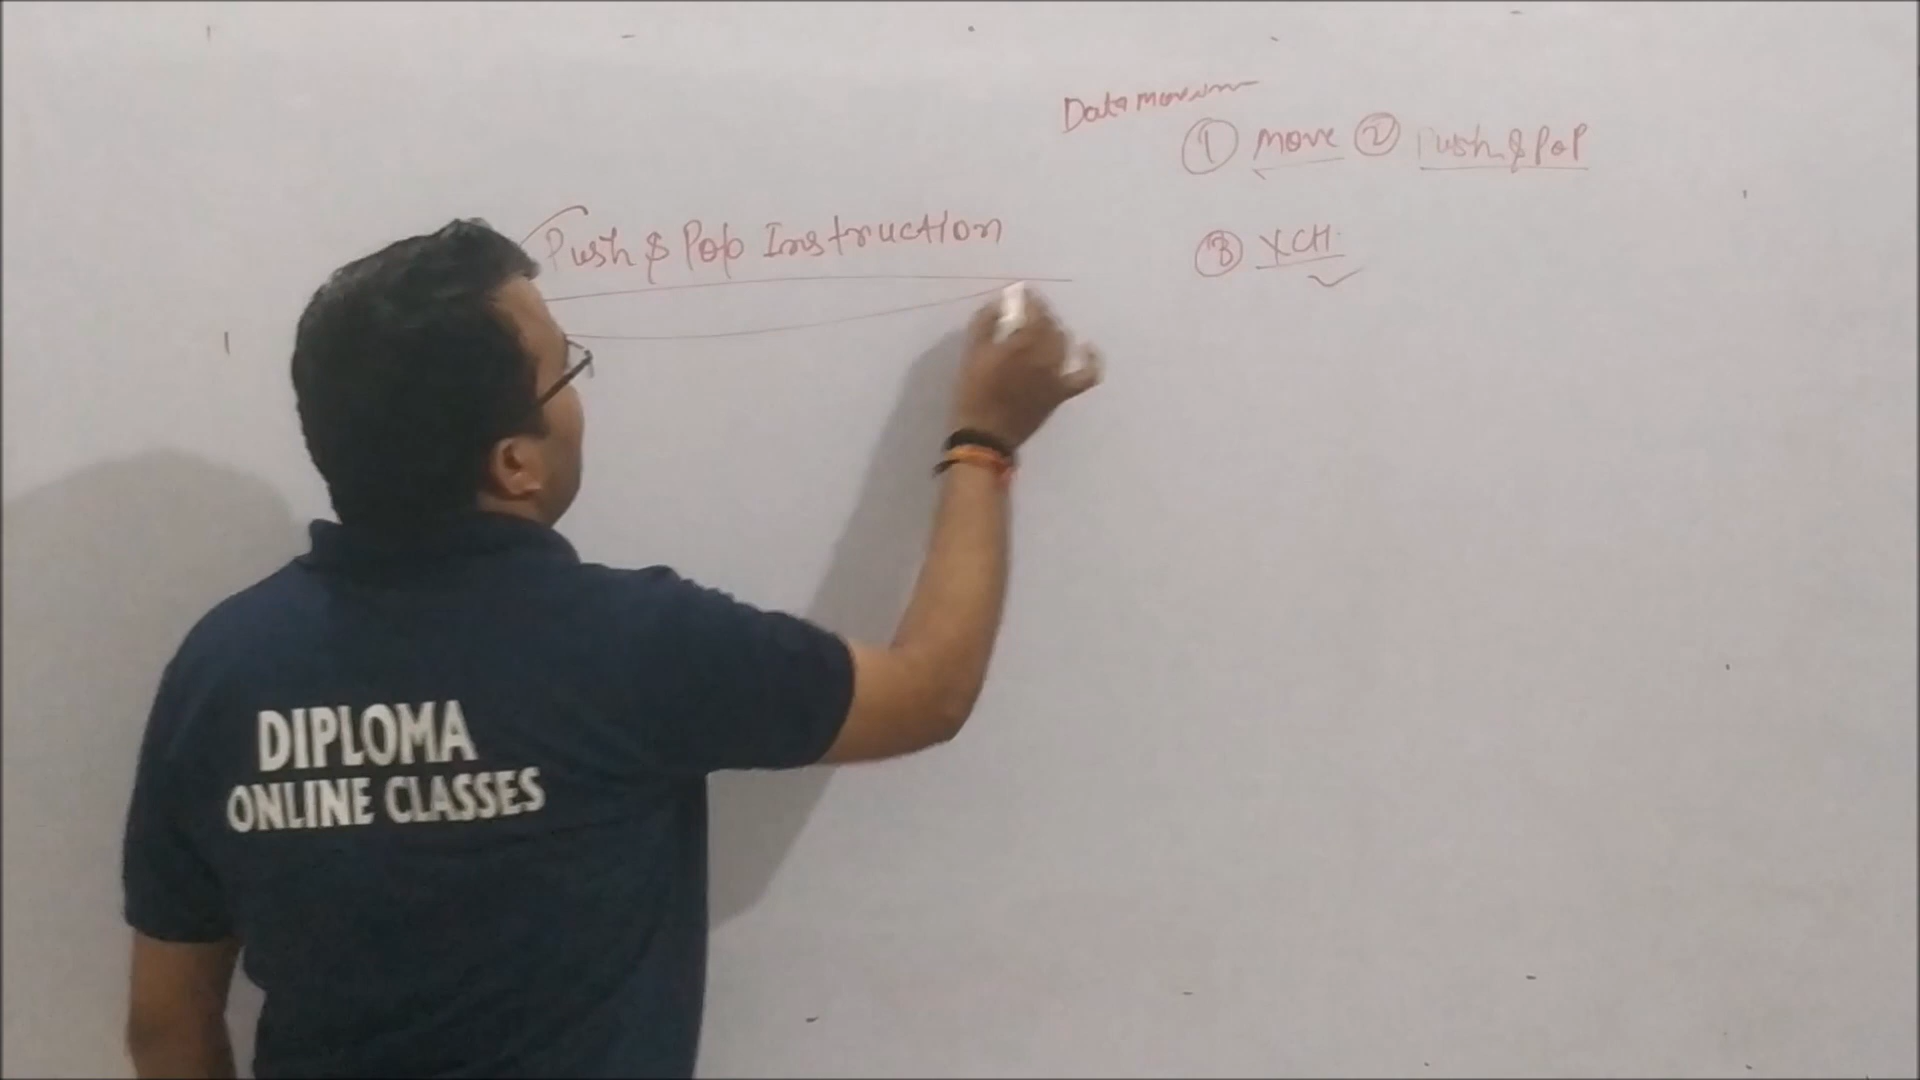 Data movem
① Move ② Push & PoP
③ XCH
Push & Pop Instruction
DIPLOMA
ONLINE CLASSES